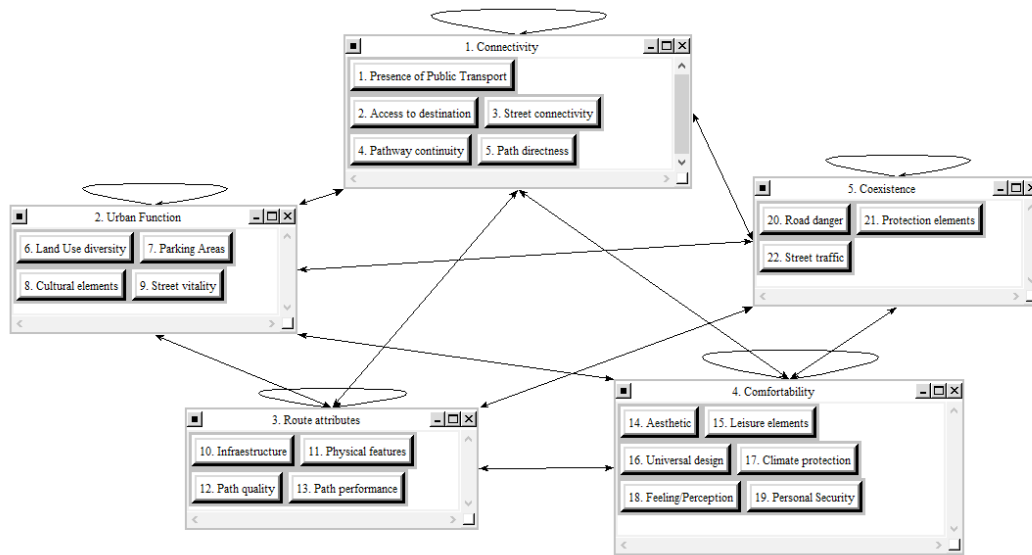 1. Connectivity
1. Presence of Public Transport
2. Access to destination 3. Street connectivity
4. Pathway continuity 5. Path directness
2. Urban Function
6. Land Use diversity 7. Parking Areas
8. Cultural elements 9. Street vitality
5. Coexistence
20. Road danger 21. Protection elements
22. Street traffic
3. Route attributes
10. Infrastructure 11. Physical features
12. Path quality 13. Path performance
4. Comfortability
14. Aesthetic 15. Leisure elements
16. Universal design 17. Climate protection
18. Feeling/Perception 19. Personal Security